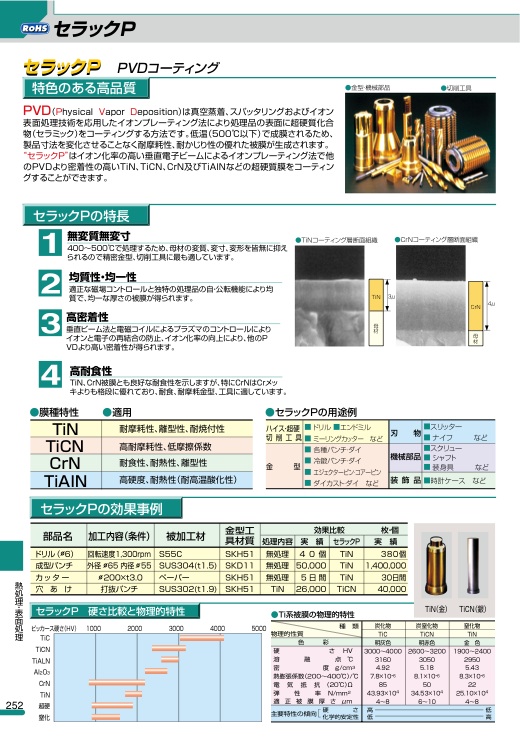 RoHS セラックP
セラックP PVDコーティング
特色のある高品質
PVD(Physical Vapor Deposition)は真空蒸着、スパッタリングおよびイオン
表面処理技術を応用したイオンプレーティング法により処理品の表面に超硬質化合
物(セラミック)をコーティングする方法です。低温(500℃以下)で成膜されるため、
製品寸法を変化させることなく耐摩耗性、耐かじり性の優れた被膜が生成されます。
"セラックP"はイオン化率の高い垂直電子ビームによるイオンプレーティング法で他
のPVDより密着性の高いTiN、TiCN、CrN及びTiAlNなどの超硬質膜をコーティン
グすることができます。
●金型・機械部品 ●切削工具
セラックPの特長
1 無変質無変寸
400〜500℃で処理するため、母材の変質、変寸、変形を皆無に抑え
られるので精密金型、切削工具に最も適しています。
2 均質性・均一性
適正な磁場コントロールと独特の処理品の自・公転機能により均
質で、均一な厚さの被膜が得られます。
3 高密着性
垂直ビーム法と電磁コイルによるプラズマのコントロールにより
イオンと電子の再結合の防止、イオン化率の向上により、他のP
VDより高い密着性が得られます。
4 高耐食性
TiN、CrN被膜とも良好な耐食性を示しますが、特にCrNはCrメッ
キよりも格段に優れており、耐食、耐摩耗金型、工具に適しています。
●TiNコーティング層断面組織 ●CrNコーティング層断面組織
TiN 3μ
母材
CrN 4μ
母材
●膜種特性 ●適用
TiN 耐摩耗性、離型性、耐焼付性
TiCN 高耐摩耗性、低摩擦係数
CrN 耐食性、耐熱性、離型性
TiAlN 高硬度、耐熱性(耐高温酸化性)
●セラックPの用途例
ハイス・超硬切削工具 ■ドリル ■エンドミル
■ミーリングカッター など
金型 ■各種パンチ・ダイ
■冷鍛パンチ・ダイ
■エジェクターピン・コアーピン
■ダイカストダイ など
刃物 ■スリッター
■ナイフ など
機械部品 ■スクリュー
■シャフト
■装身具 など
装飾品 ■時計ケース など
セラックPの効果事例
部品名 加工内容(条件) 被加工材 金型工具材質 効果比較 枚・個
処理内容 実績 セラックP 実績
ドリル(#6) 回転速度1,300rpm S55C SKH51 無処理 40個 TiN 380個
成型パンチ 外径#65 内径#55 SUS304(t1.5) SKD11 無処理 50,000 TiN 1,400,000
カッター #200×t3.0 ペーパー SKH51 無処理 5日間 TiN 30日間
穴あけ 打抜パンチ SUS302(t1.9) SKH51 TiN 26,000 TiCN 40,000
TiN(金) TiCN(銀)
セラックP 硬さ比較と物理的特性
ビッカース硬さ(HV) 1000 2000 3000 4000 5000
TiC
TiCN
TiALN
Al₂O₃
CrN
TiN
超硬
窒化
●Ti系被膜の物理的特性
種類 炭化物 炭窒化物 窒化物
物理的性質 TiC TiCN TiN
色彩 明灰色 明灰色 金色
硬さ HV 3000〜4000 2600〜3200 1900〜2400
溶融点 ℃ 3160 3050 2950
密度 g/cm³ 4.92 5.18 5.43
熱膨張係数(200〜400℃)/℃ 7.8×10⁻⁶ 8.1×10⁻⁶ 8.3×10⁻⁶
電気抵抗(20℃)Ω 85 50 22
弾性率 N/mm² 43.93×10⁴ 34.53×10⁴ 25.10×10⁴
適正被膜厚さ μm 4〜8 6〜10 4〜8
主要特性の傾向 硬さ 高 低
化学的安定性 低 高
熱処理・表面処理
252